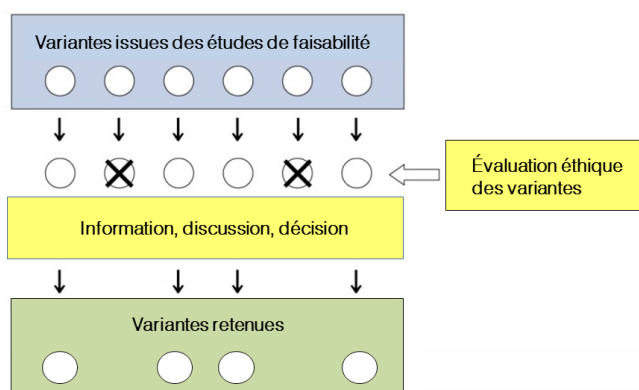 Variantes issues des études de faisabilité
Évaluation éthique
des variantes
Information, discussion, décision
Variantes retenues